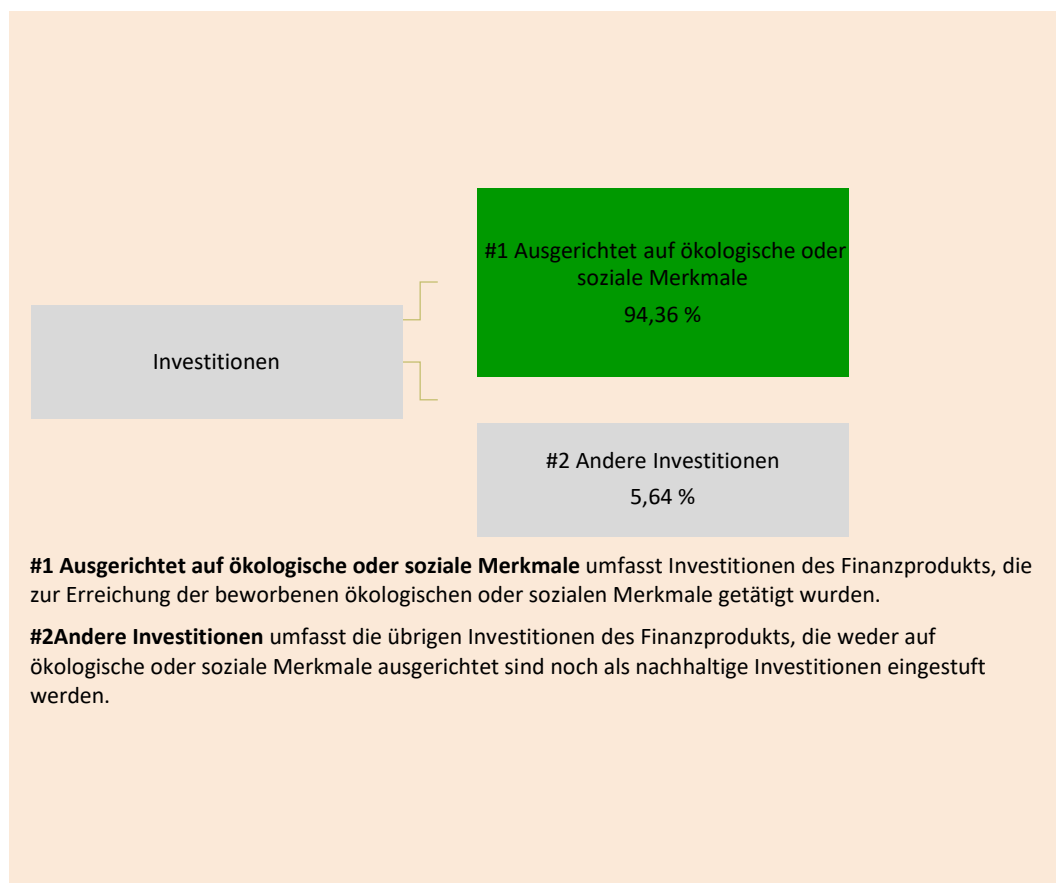 #1 Ausgerichtet auf ökologische oder
soziale Merkmale
94,36 %
Investitionen
#2 Andere Investitionen
5,64 %
#1 Ausgerichtet auf ökologische oder soziale Merkmale umfasst Investitionen des Finanzprodukts, die
zur Erreichung der beworbenen ökologischen oder sozialen Merkmale getätigt wurden.
#2Andere Investitionen umfasst die übrigen Investitionen des Finanzprodukts, die weder auf
ökologische oder soziale Merkmale ausgerichtet sind noch als nachhaltige Investitionen eingestuft
werden.